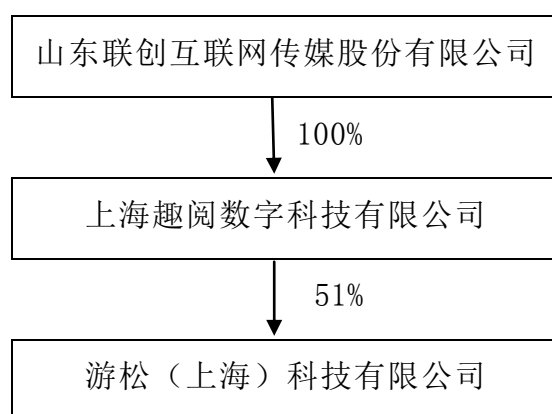 山东联创互联网传媒股份有限公司
100%
上海趣阅数字科技有限公司
51%
游松（上海）科技有限公司